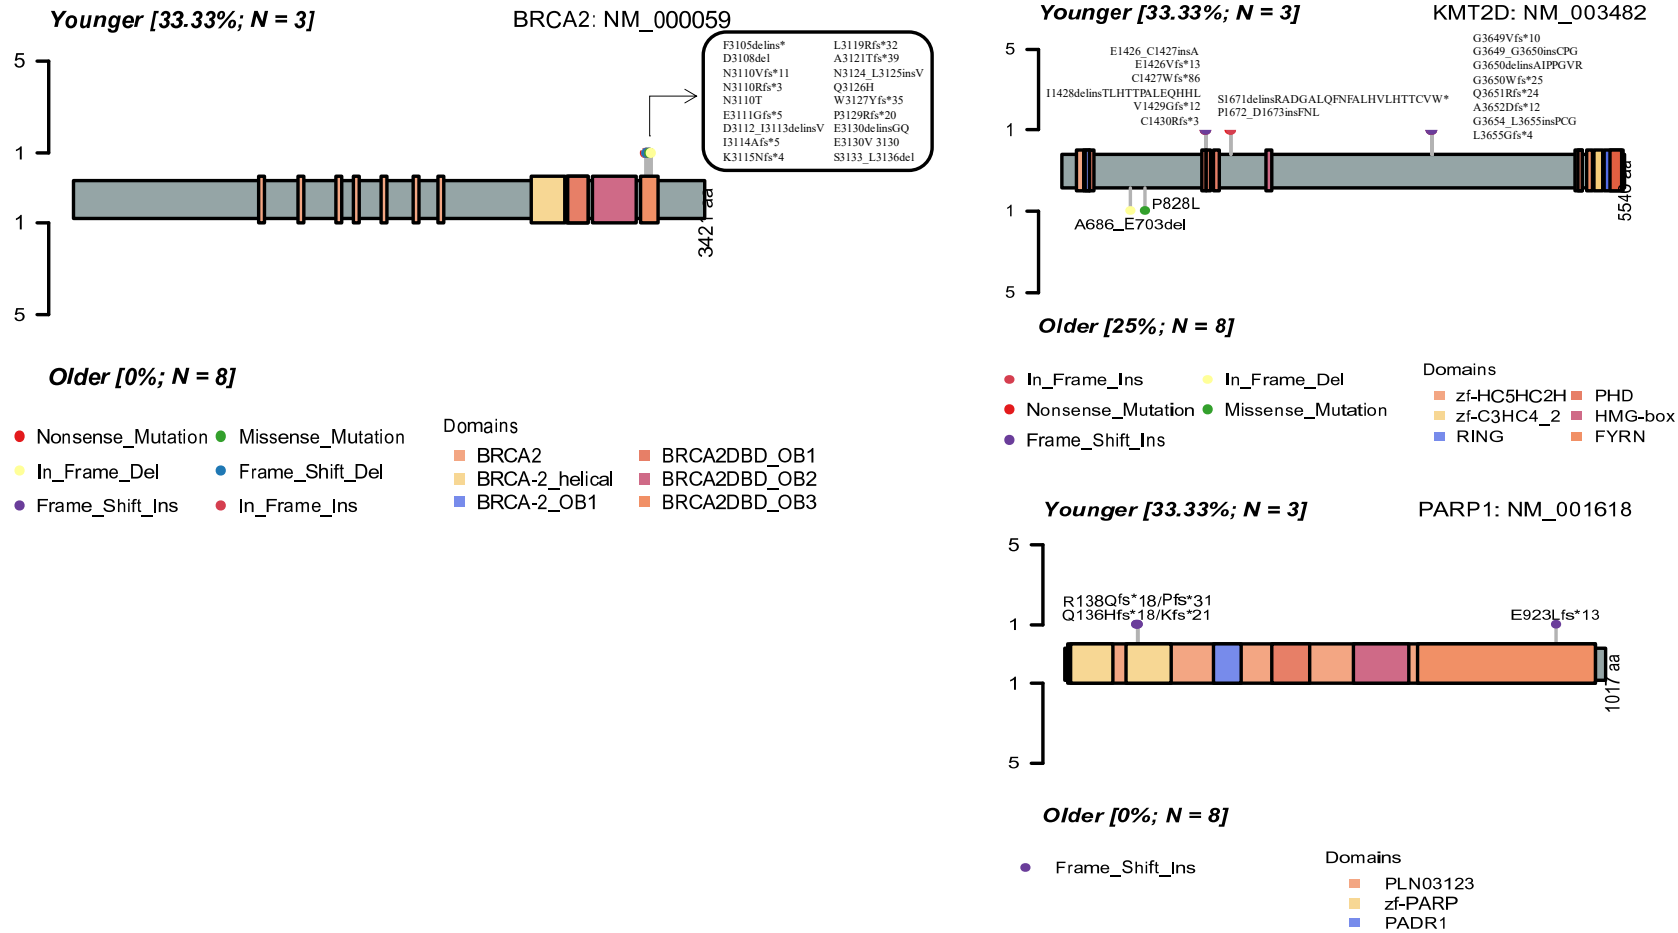 Younger [33.33%; N = 3]
BRCA2: NM_000059
F3105delins*
D3108del
N3110Vfs*11
N3110Rfs*3
N3110T
E3111Gfs*5
D3112_I3113delinsV
I3114Afs*5
K3115Nfs*4
L3119Rfs*32
A3121Tfs*39
N3124_L3125insV
Q3126H
W3127Yfs*35
P3129Rfs*20
E3130delinsGQ
E3130V 3130
S3133_L3136del
5
1
1
5
3421 aa
Older [0%; N = 8]
Nonsense_Mutation
Missense_Mutation
In_Frame_Del
Frame_Shift_Del
Frame_Shift_Ins
In_Frame_Ins
Domains
BRCA2
BRCA-2_helical
BRCA-2_OB1
BRCA2DBD_OB1
BRCA2DBD_OB2
BRCA2DBD_OB3
Younger [33.33%; N = 3]
KMT2D: NM_003482
E1426_C1427insA
E1426Vfs*13
C1427Wfs*86
I1428delinsTLHTTPALEQHHL
V1429Gfs*12
C1430Rfs*3
S1671delinsRADGALQFNFALHVLHTTCVW*
P1672_D1673insFNL
G3649Vfs*10
G3649_G3650insCPG
G3650delinsAIPPGVR
G3650Wfs*25
Q3651Rfs*24
A3652Dfs*12
G3654_L3655insPCG
L3655Gfs*4
5
1
1
5
P828L
A686_E703del
5540 aa
Older [25%; N = 8]
In_Frame_Ins
In_Frame_Del
Nonsense_Mutation
Missense_Mutation
Frame_Shift_Ins
Domains
zf-HC5HC2H
zf-C3HC4_2
RING
PHD
HMG-box
FYRN
Younger [33.33%; N = 3]
PARP1: NM_001618
5
1
1
5
R138Qfs*18/Pfs*31
Q136Hfs*18/Kfs*21
E923Lfs*13
1017 aa
Older [0%; N = 8]
Frame_Shift_Ins
Domains
PLN03123
zf-PARP
PADR1